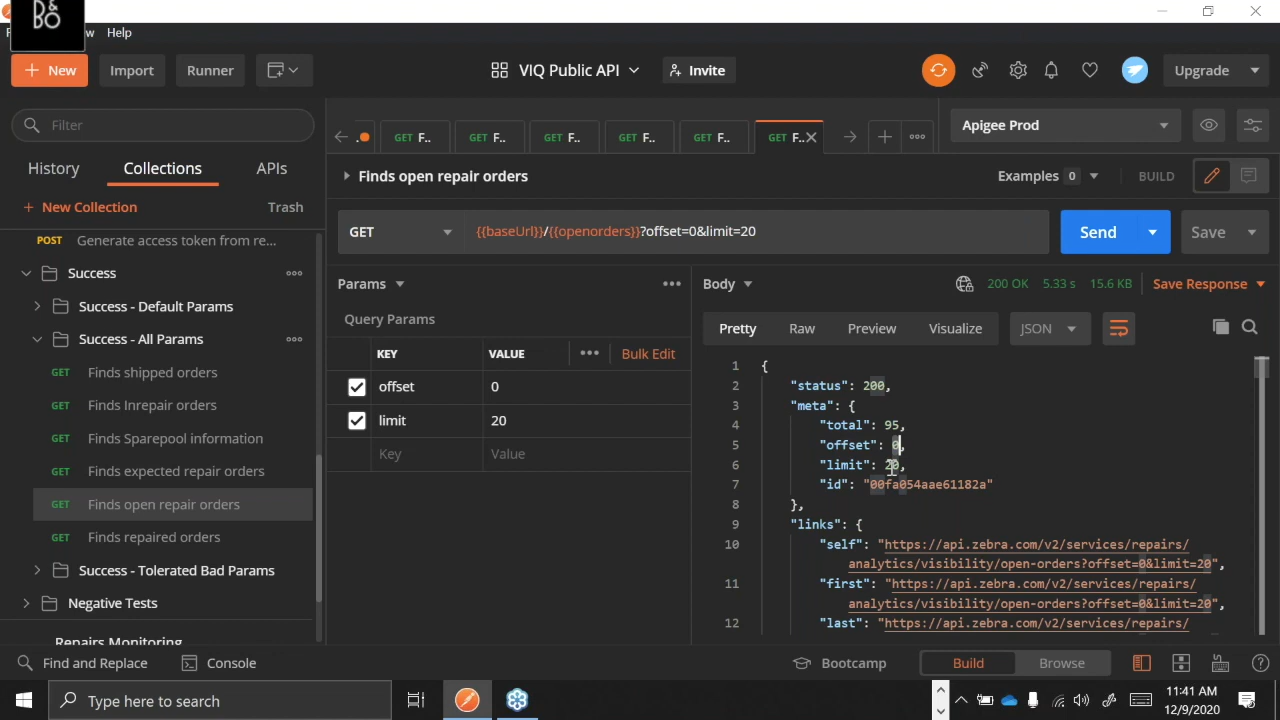 B&
BO
w Help
New
Import
Runner
VIQ Public API
Invite
Upgrade
Filter
GET F..
GET F..
GET F..
GET F..
GET F..
GET F..
Apigee Prod
History
Collections
APIs
Finds open repair orders
Examples 0
BUILD
+ New Collection
Trash
POST Generate access token from re...
GET
{{baseUrl}}/{{openorders}}?offset=0&limit=20
Send
Save
Success
Params
Body
200 OK 5.33 s 15.6 KB
Save Response
Success - Default Params
Query Params
Pretty
Raw
Preview
Visualize
JSON
Success - All Params
KEY
VALUE
Bulk Edit
GET Finds shipped orders
offset
0
GET Finds Inrepair orders
limit
20
GET Finds Sparepool information
Key
Value
GET Finds expected repair orders
GET Finds open repair orders
GET Finds repaired orders
Success - Tolerated Bad Params
Negative Tests
Repairs Monitoring
1 {
2 "status": 200,
3 "meta": {
4 "total": 95,
5 "offset": 0,
6 "limit": 20,
7 "id": "00fa054aae61182a"
8 },
9 "links": {
10 "self": "https://api.zebra.com/v2/services/repairs/
analytics/visibility/open-orders?offset=0&limit=20",
11 "first": "https://api.zebra.com/v2/services/repairs/
analytics/visibility/open-orders?offset=0&limit=20",
12 "last": "https://api.zebra.com/v2/services/repairs/
Find and Replace
Console
Bootcamp
Build
Browse
Type here to search
11:41 AM
12/9/2020